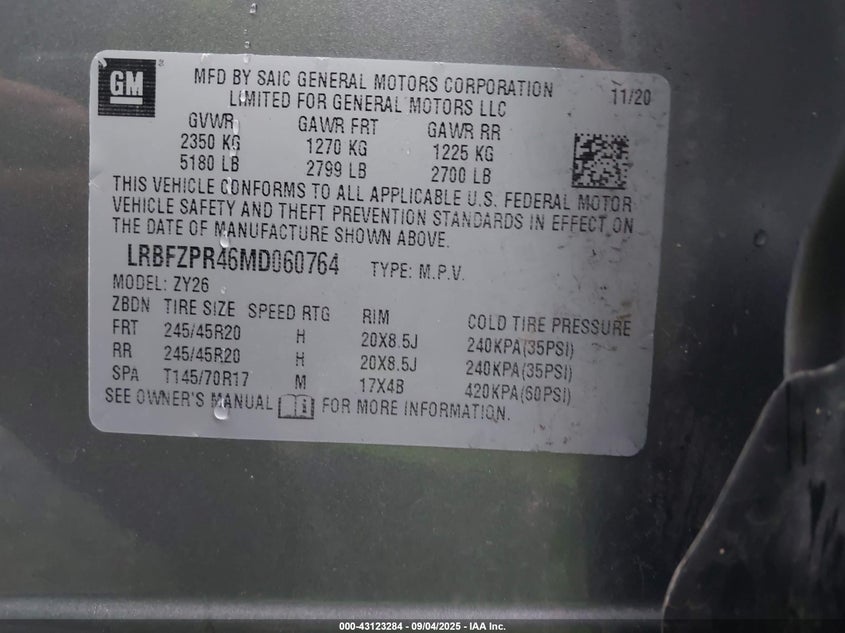 GM
MFD BY SAIC GENERAL MOTORS CORPORATION
LIMITED FOR GENERAL MOTORS LLC
11/20
GVWR GAWR FRT GAWR RR
2350 KG 1270 KG 1225 KG
5180 LB 2799 LB 2700 LB
THIS VEHICLE CONFORMS TO ALL APPLICABLE U.S. FEDERAL MOTOR
VEHICLE SAFETY AND THEFT PREVENTION STANDARDS IN EFFECT ON
THE DATE OF MANUFACTURE SHOWN ABOVE.
LRBFZPR46MD060764 TYPE: M.P.V.
MODEL: ZY26
ZBDN TIRE SIZE SPEED RTG RIM COLD TIRE PRESSURE
FRT 245/45R20 H 20X8.5J 240KPA(35PSI)
RR 245/45R20 H 20X8.5J 240KPA(35PSI)
SPA T145/70R17 M 17X4B 420KPA(60PSI)
SEE OWNER'S MANUAL FOR MORE INFORMATION.
000-43123284 - 09/04/2025 - IAA Inc.